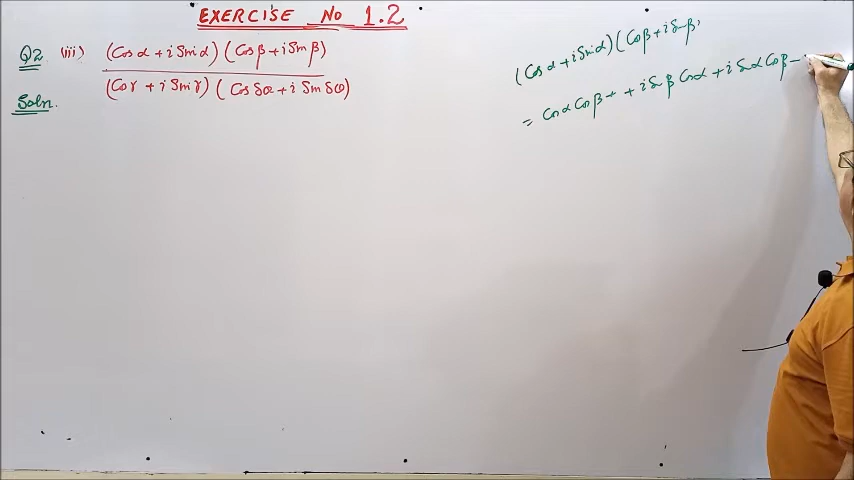 EXERCISE No 1.2
Q2 (iii) (Cos α + i Sin α) (Cos β + i Sin β)
(Cos γ + i Sin γ) ( Cos δ + i Sin δ )
Soln.
(Cos α + i Sin α) (Cos β + i Sin β)
= Cos α Cos β + + i Sin β Cos α + i Sin α Cos β -